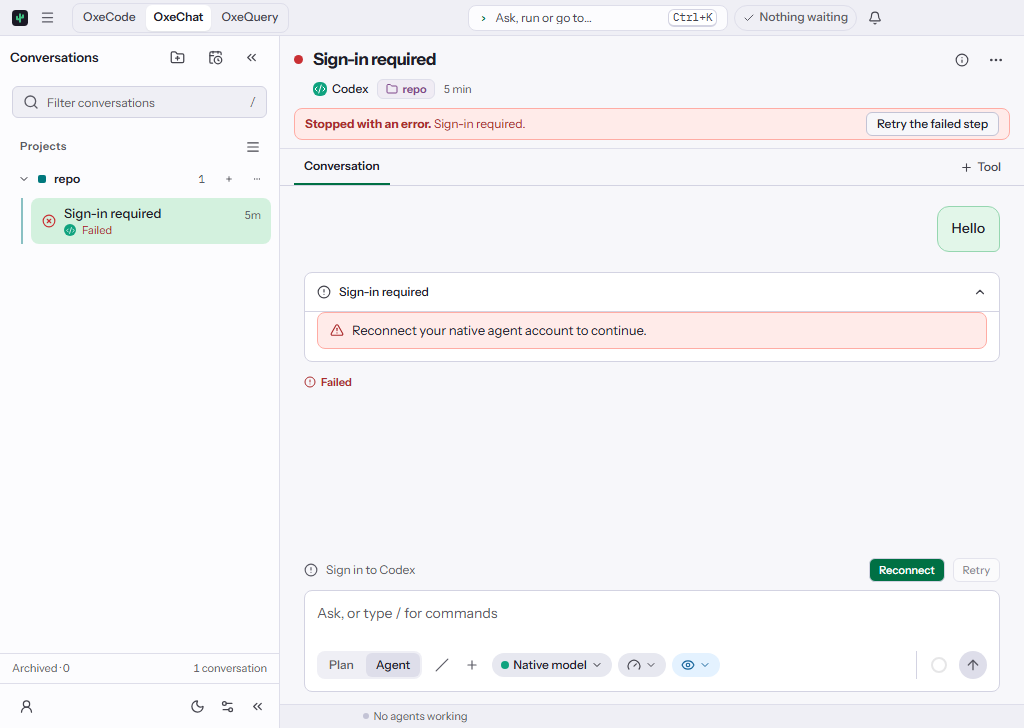 OxeCode OxeChat OxeQuery
› Ask, run or go to... Ctrl+K
Nothing waiting
Conversations
Filter conversations /
Projects
repo 1 + ...
Sign-in required 5m
Failed
Archived·0 1 conversation
Sign-in required
Codex repo 5 min
Stopped with an error. Sign-in required. Retry the failed step
Conversation + Tool
Hello
Sign-in required
Reconnect your native agent account to continue.
Failed
Sign in to Codex Reconnect Retry
Ask, or type / for commands
Plan Agent Native model
No agents working